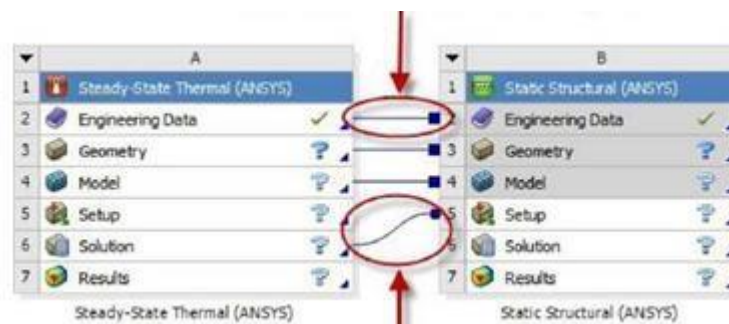 A
1 Steady-State Thermal (ANSYS)
2 Engineering Data
3 Geometry ?
4 Model ?
5 Setup ?
6 Solution ?
7 Results ?
Steady-State Thermal (ANSYS)
B
1 Static Structural (ANSYS)
2 Engineering Data
3 Geometry ?
4 Model ?
5 Setup ?
6 Solution ?
7 Results ?
Static Structural (ANSYS)